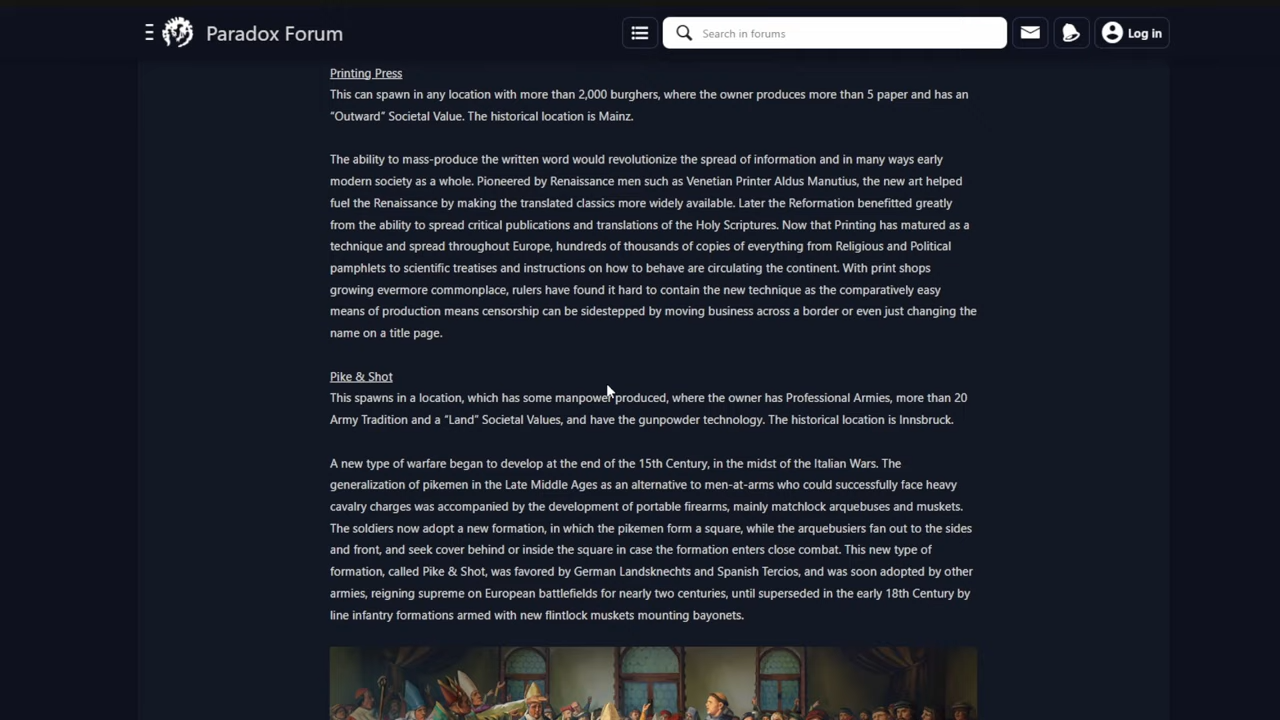 Paradox Forum
Search in forums
Log in
Printing Press
This can spawn in any location with more than 2,000 burghers, where the owner produces more than 5 paper and has an
“Outward” Societal Value. The historical location is Mainz.
The ability to mass-produce the written word would revolutionize the spread of information and in many ways early
modern society as a whole. Pioneered by Renaissance men such as Venetian Printer Aldus Manutius, the new art helped
fuel the Renaissance by making the translated classics more widely available. Later the Reformation benefitted greatly
from the ability to spread critical publications and translations of the Holy Scriptures. Now that Printing has matured as a
technique and spread throughout Europe, hundreds of thousands of copies of everything from Religious and Political
pamphlets to scientific treatises and instructions on how to behave are circulating the continent. With print shops
growing evermore commonplace, rulers have found it hard to contain the new technique as the comparatively easy
means of production means censorship can be sidestepped by moving business across a border or even just changing the
name on a title page.
Pike & Shot
This spawns in a location, which has some manpower produced, where the owner has Professional Armies, more than 20
Army Tradition and a “Land” Societal Values, and have the gunpowder technology. The historical location is Innsbruck.
A new type of warfare began to develop at the end of the 15th Century, in the midst of the Italian Wars. The
generalization of pikemen in the Late Middle Ages as an alternative to men-at-arms who could successfully face heavy
cavalry charges was accompanied by the development of portable firearms, mainly matchlock arquebuses and muskets.
The soldiers now adopt a new formation, in which the pikemen form a square, while the arquebusiers fan out to the sides
and front, and seek cover behind or inside the square in case the formation enters close combat. This new type of
formation, called Pike & Shot, was favored by German Landsknechts and Spanish Tercios, and was soon adopted by other
armies, reigning supreme on European battlefields for nearly two centuries, until superseded in the early 18th Century by
line infantry formations armed with new flintlock muskets mounting bayonets.